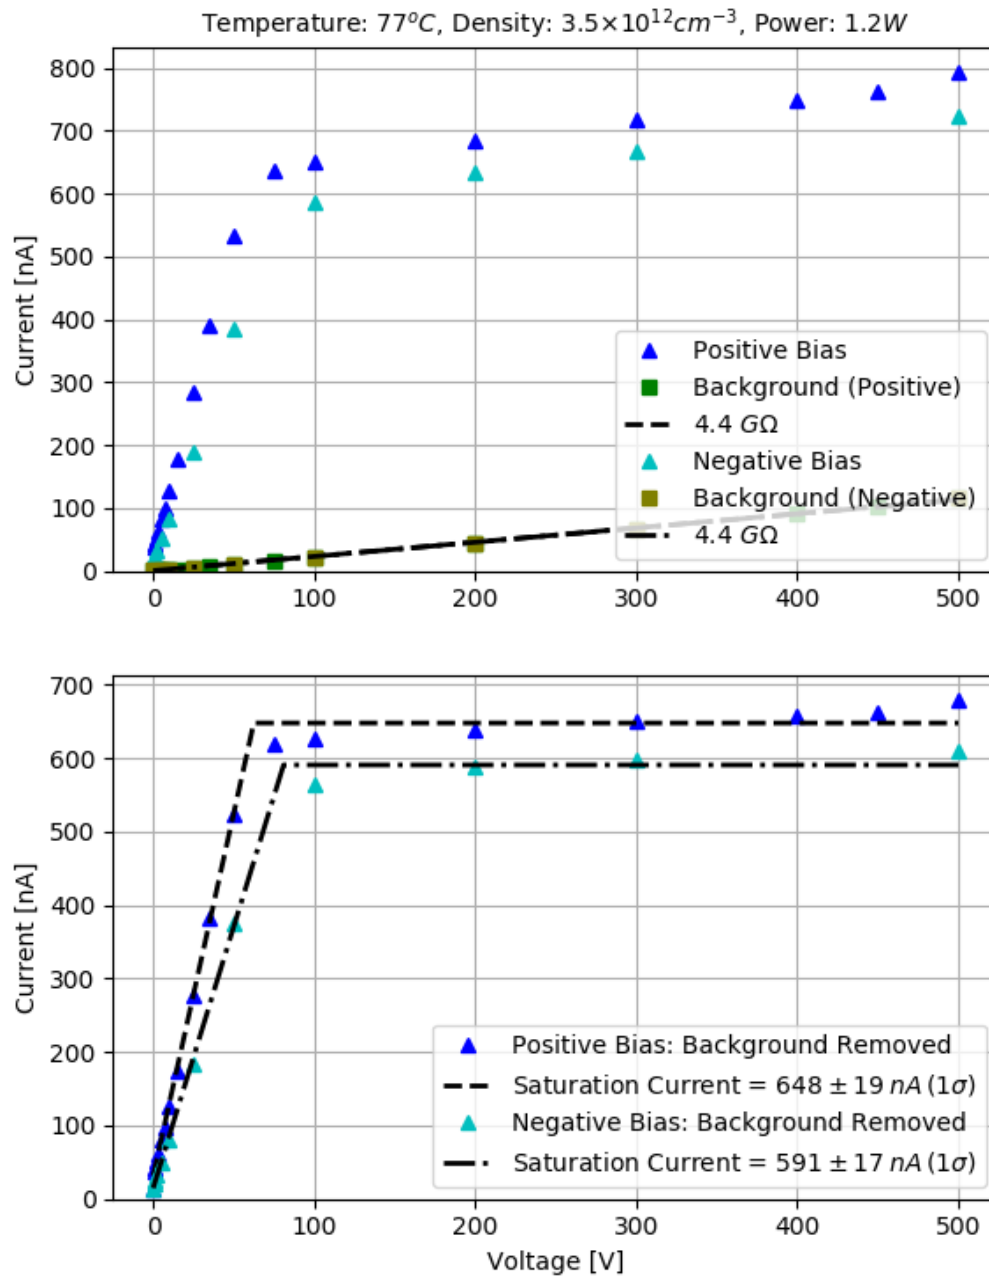 Temperature: 77°C, Density: 3.5×10¹²cm⁻³, Power: 1.2W
800
700
600
500
400
300
200
100
0
Current [nA]
Positive Bias
Background (Positive)
4.4 GΩ
Negative Bias
Background (Negative)
4.4 GΩ
0 100 200 300 400 500
700
600
500
400
300
200
100
0
Current [nA]
Positive Bias: Background Removed
Saturation Current = 648 ± 19 nA (1σ)
Negative Bias: Background Removed
Saturation Current = 591 ± 17 nA (1σ)
0 100 200 300 400 500
Voltage [V]